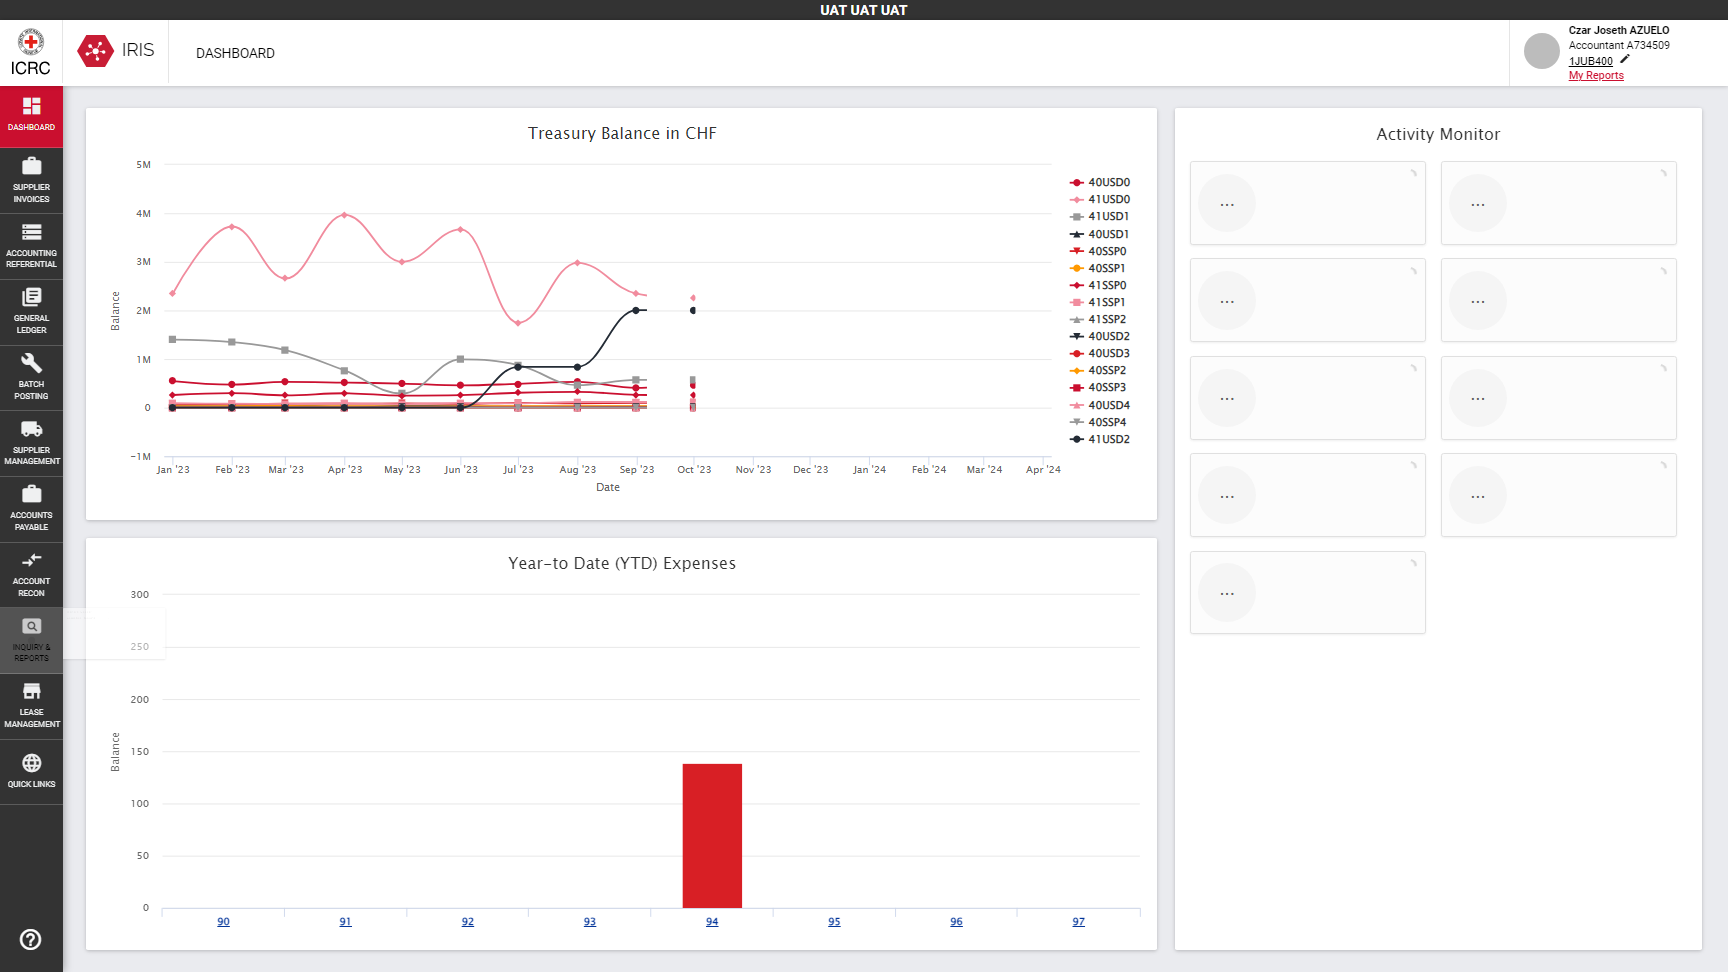 UAT UAT UAT
ICRC
IRIS
DASHBOARD
Czar Joseth AZUELO
Accountant A734509
1JUB400
My Reports
DASHBOARD
SUPPLIER
INVOICES
ACCOUNTING
REFERENTIAL
GENERAL
LEDGER
BATCH
POSTING
SUPPLIER
MANAGEMENT
ACCOUNTS
PAYABLE
ACCOUNT
RECON
INQUIRY &
REPORTS
LEASE
MANAGEMENT
QUICK LINKS
Treasury Balance in CHF
5M
4M
3M
2M
1M
0
−1M
Balance
Jan '23 Feb '23 Mar '23 Apr '23 May '23 Jun '23 Jul '23 Aug '23 Sep '23 Oct '23 Nov '23 Dec '23 Jan '24 Feb '24 Mar '24 Apr '24
Date
40USD0
41USD0
41USD1
40USD1
40SSP0
40SSP1
41SSP0
41SSP1
41SSP2
40USD2
40USD3
40SSP2
40SSP3
40USD4
40SSP4
41USD2
Year-to Date (YTD) Expenses
300
250
200
150
100
50
0
Balance
90 91 92 93 94 95 96 97
Activity Monitor
... ...
... ...
... ...
... ...
...